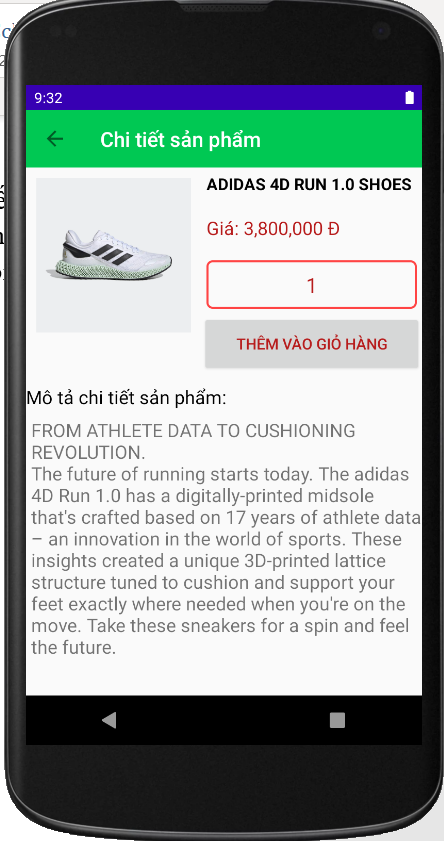 9:32
Chi tiết sản phẩm
ADIDAS 4D RUN 1.0 SHOES
Giá: 3,800,000 Đ
1
THÊM VÀO GIỎ HÀNG
Mô tả chi tiết sản phẩm:
FROM ATHLETE DATA TO CUSHIONING
REVOLUTION.
The future of running starts today. The adidas
4D Run 1.0 has a digitally-printed midsole
that's crafted based on 17 years of athlete data
– an innovation in the world of sports. These
insights created a unique 3D-printed lattice
structure tuned to cushion and support your
feet exactly where needed when you're on the
move. Take these sneakers for a spin and feel
the future.